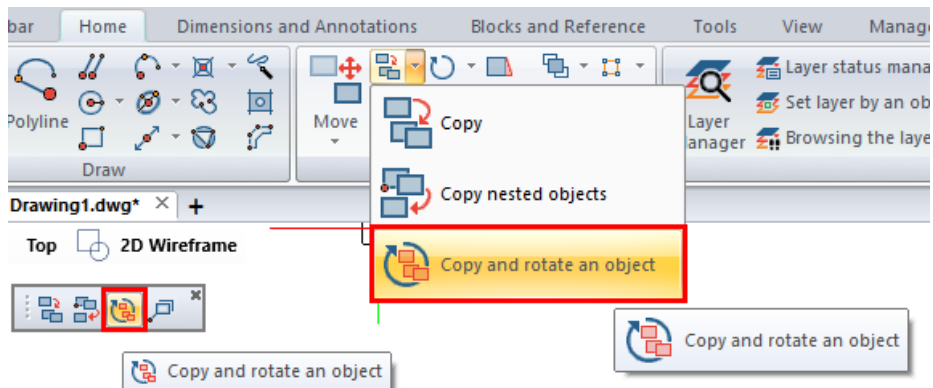 bar Home Dimensions and Annotations Blocks and Reference Tools View Manag
Polyline
Move
Copy
Layer status mana
Set layer by an ob
Layer
anager
Browsing the laye
Draw
Copy nested objects
Drawing1.dwg* × +
Top 2D Wireframe
Copy and rotate an object
Copy and rotate an object
Copy and rotate an object